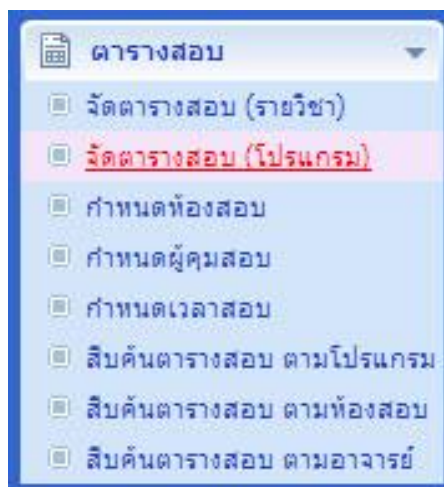 ตารางสอบ
จัดตารางสอบ (รายวิชา)
จัดตารางสอบ (โปรแกรม)
กำหนดห้องสอบ
กำหนดผู้คุมสอบ
กำหนดเวลาสอบ
สืบค้นตารางสอบ ตามโปรแกรม
สืบค้นตารางสอบ ตามห้องสอบ
สืบค้นตารางสอบ ตามอาจารย์